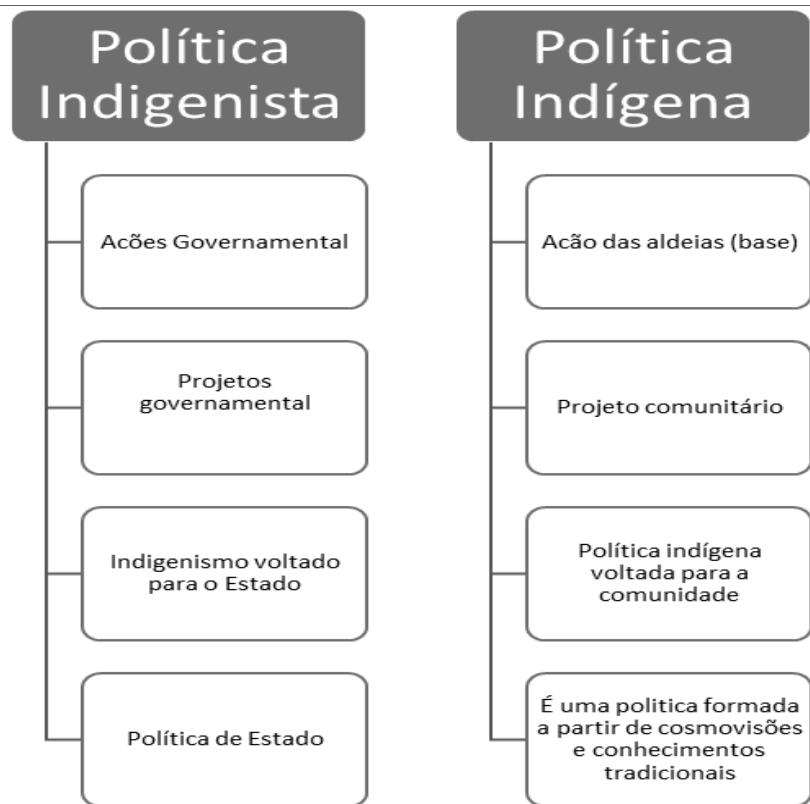 Política
Indigenista
Acões Governamental
Projetos
governamental
Indigenismo voltado
para o Estado
Política de Estado
Política
Indígena
Acão das aldeias (base)
Projeto comunitário
Política indígena
voltada para a
comunidade
É uma politica formada
a partir de cosmovisões
e conhecimentos
tradicionais